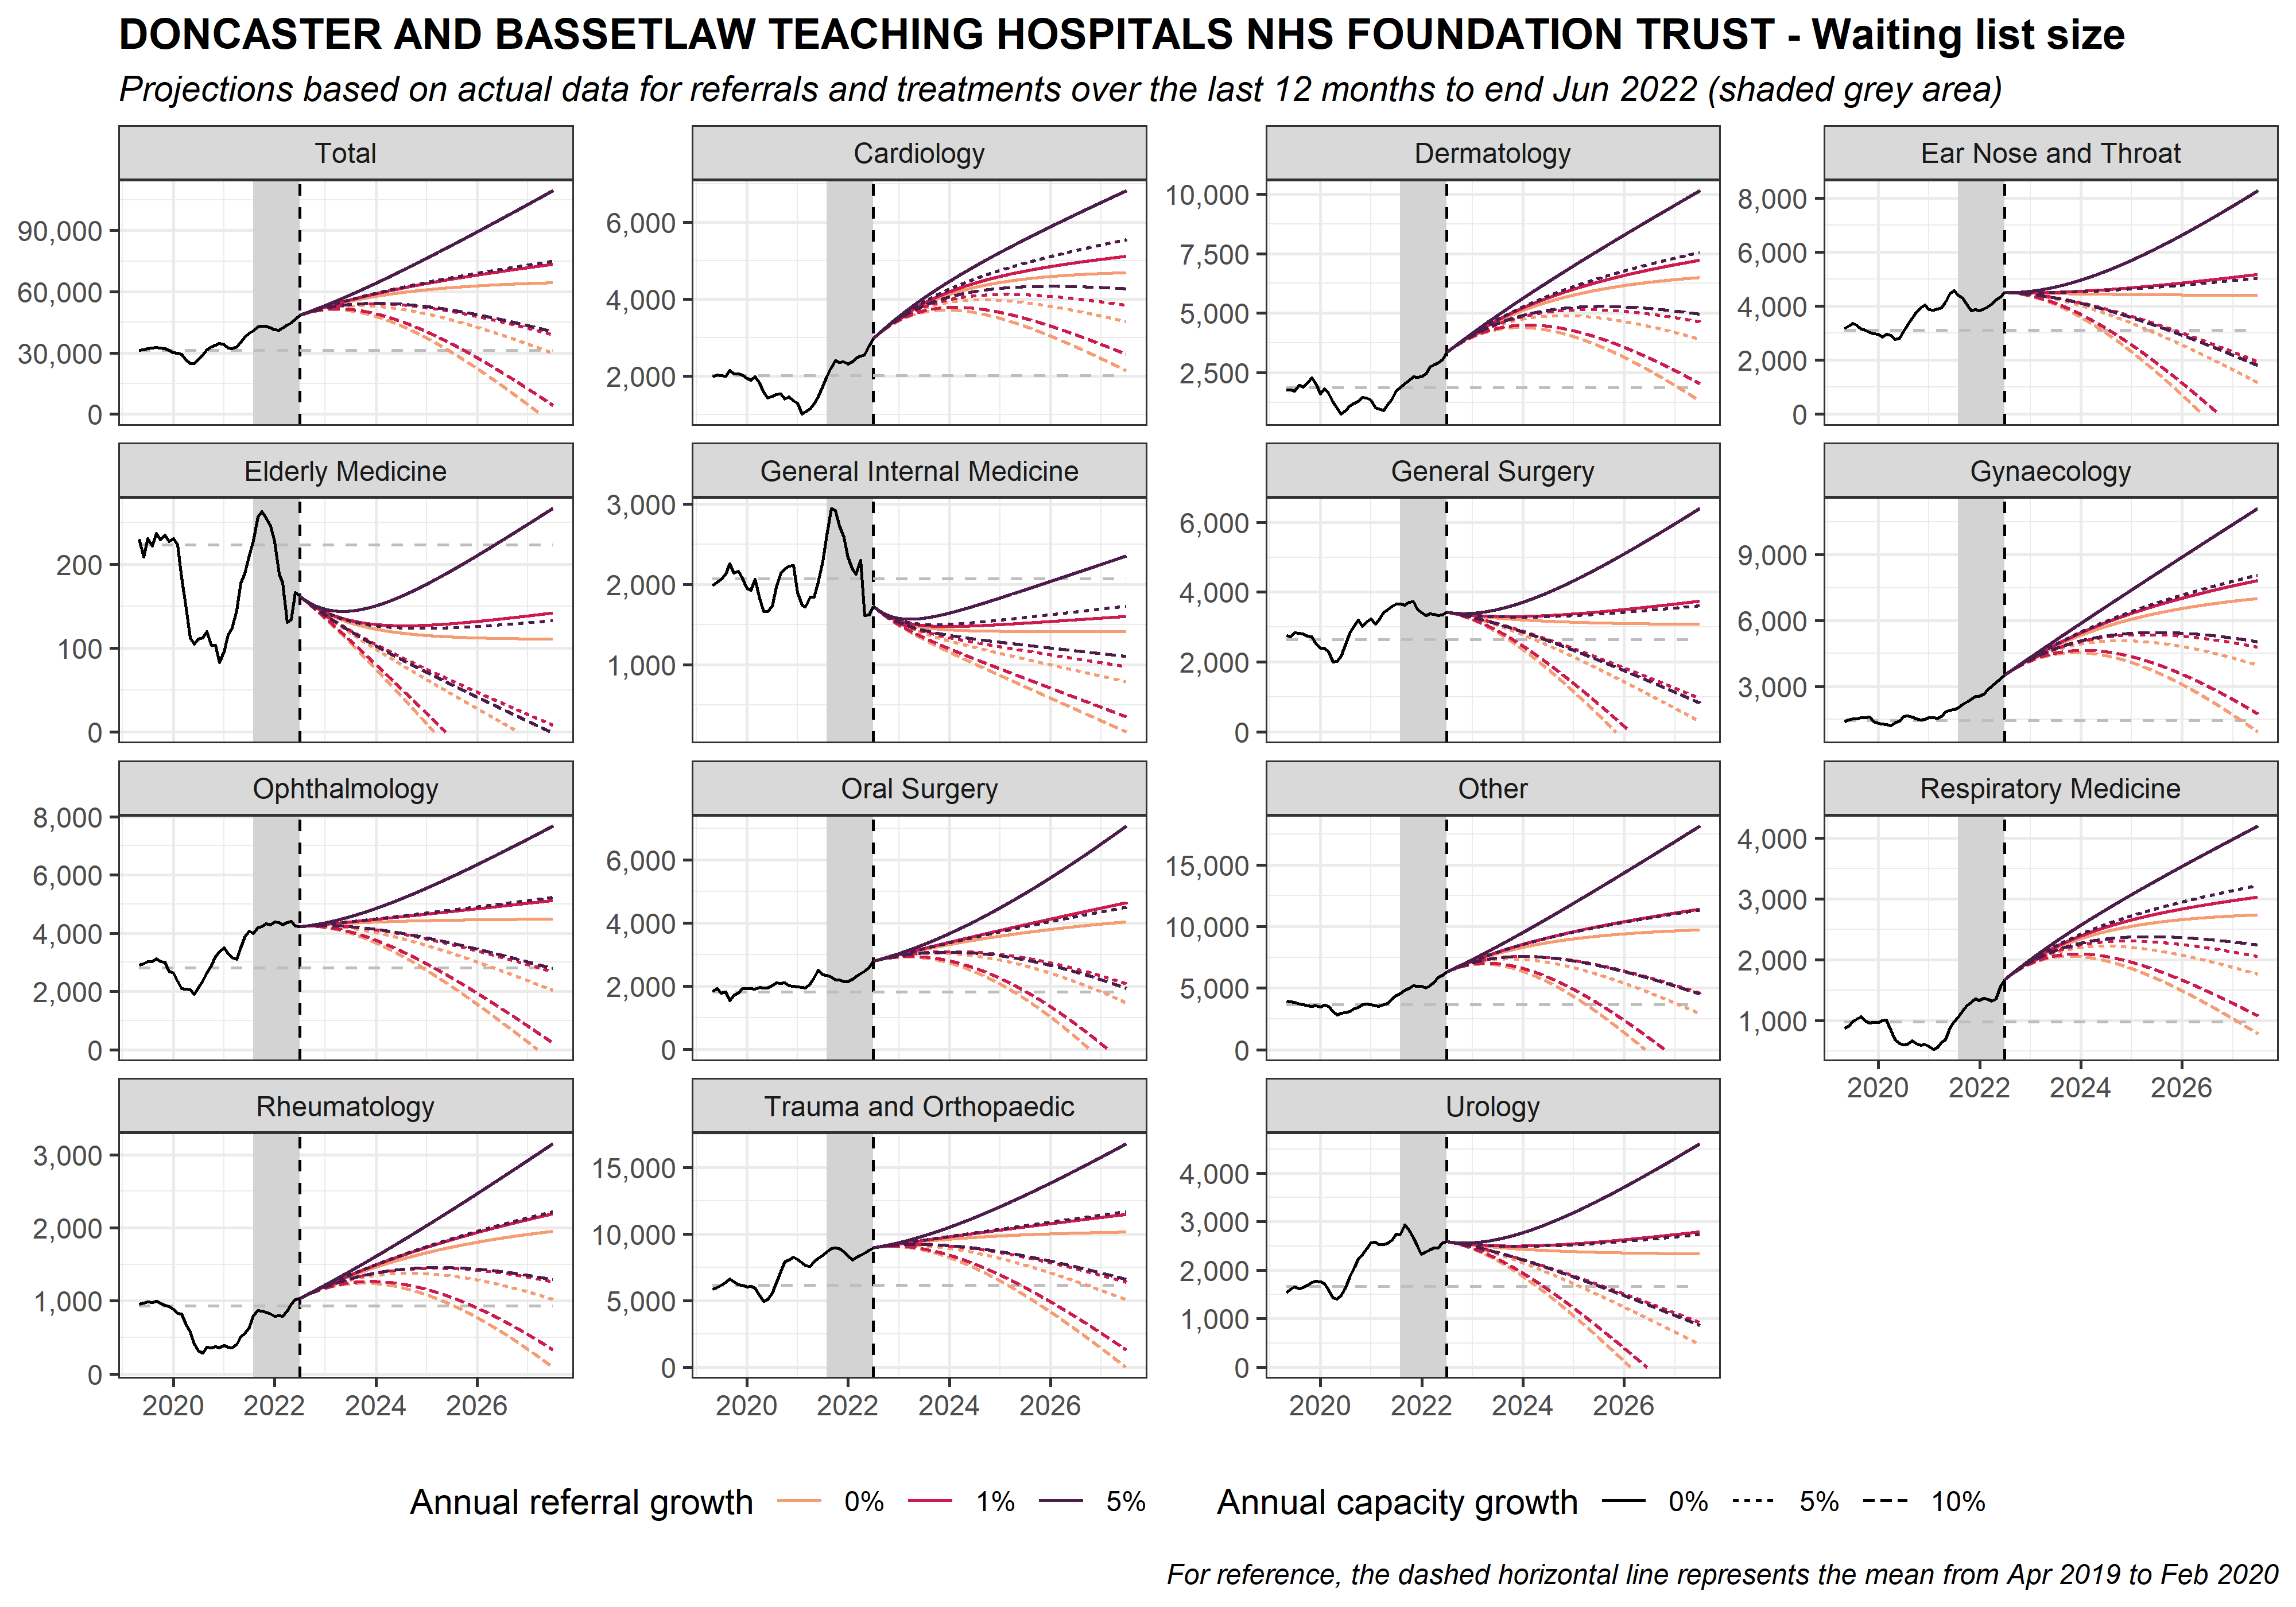 DONCASTER AND BASSETLAW TEACHING HOSPITALS NHS FOUNDATION TRUST - Waiting list size
Projections based on actual data for referrals and treatments over the last 12 months to end Jun 2022 (shaded grey area)
Total
90,000
60,000
30,000
0
Cardiology
6,000
4,000
2,000
Dermatology
10,000
7,500
5,000
2,500
Ear Nose and Throat
8,000
6,000
4,000
2,000
0
Elderly Medicine
200
100
0
General Internal Medicine
3,000
2,000
1,000
General Surgery
6,000
4,000
2,000
0
Gynaecology
9,000
6,000
3,000
Ophthalmology
8,000
6,000
4,000
2,000
0
Oral Surgery
6,000
4,000
2,000
0
Other
15,000
10,000
5,000
0
Respiratory Medicine
4,000
3,000
2,000
1,000
2020 2022 2024 2026
Rheumatology
3,000
2,000
1,000
0
2020 2022 2024 2026
Trauma and Orthopaedic
15,000
10,000
5,000
0
2020 2022 2024 2026
Urology
4,000
3,000
2,000
1,000
0
2020 2022 2024 2026
Annual referral growth 0% 1% 5% Annual capacity growth 0% 5% 10%
For reference, the dashed horizontal line represents the mean from Apr 2019 to Feb 2020